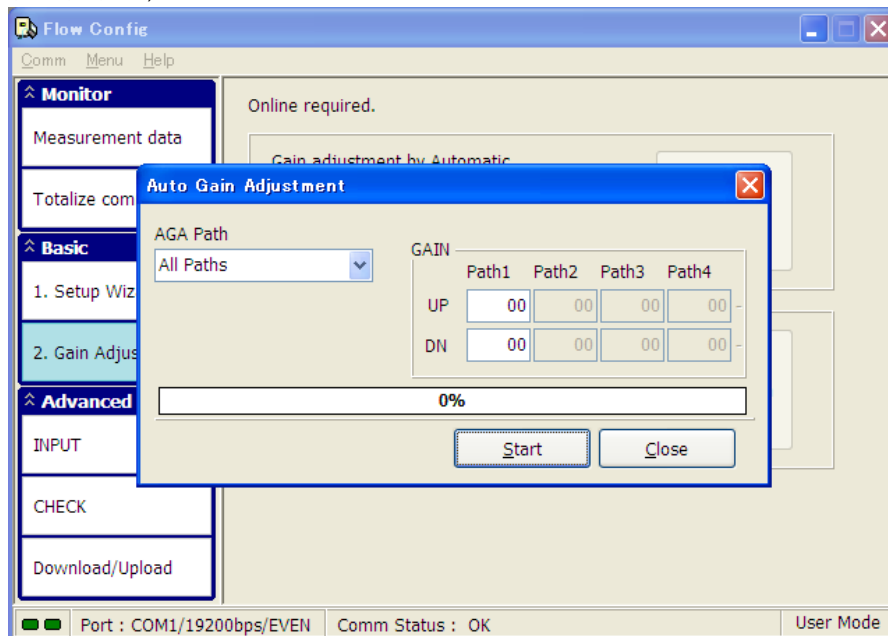 Flow Config
Comm Menu Help
Monitor
Measurement data
Totalize com
Basic
1. Setup Wiz
2. Gain Adjus
Advanced
INPUT
CHECK
Download/Upload
Online required.
Gain adjustment by Automatic
Auto Gain Adjustment
AGA Path
All Paths
GAIN
Path1 Path2 Path3 Path4
UP 00 00 00 00 -
DN 00 00 00 00 -
0%
Start Close
Port : COM1/19200bps/EVEN Comm Status : OK User Mode